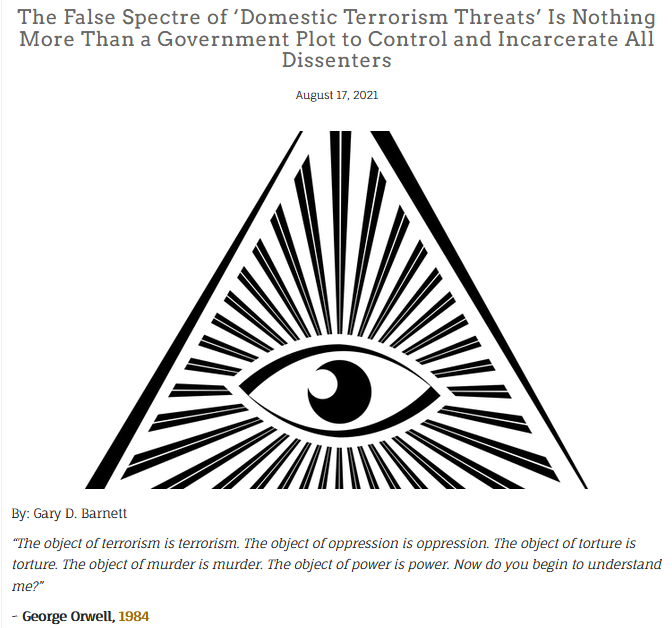 The False Spectre of ‘Domestic Terrorism Threats’ Is Nothing
More Than a Government Plot to Control and Incarcerate All
Dissenters
August 17, 2021
By: Gary D. Barnett
“The object of terrorism is terrorism. The object of oppression is oppression. The object of torture is
torture. The object of murder is murder. The object of power is power. Now do you begin to understand
me?”
~ George Orwell, 1984